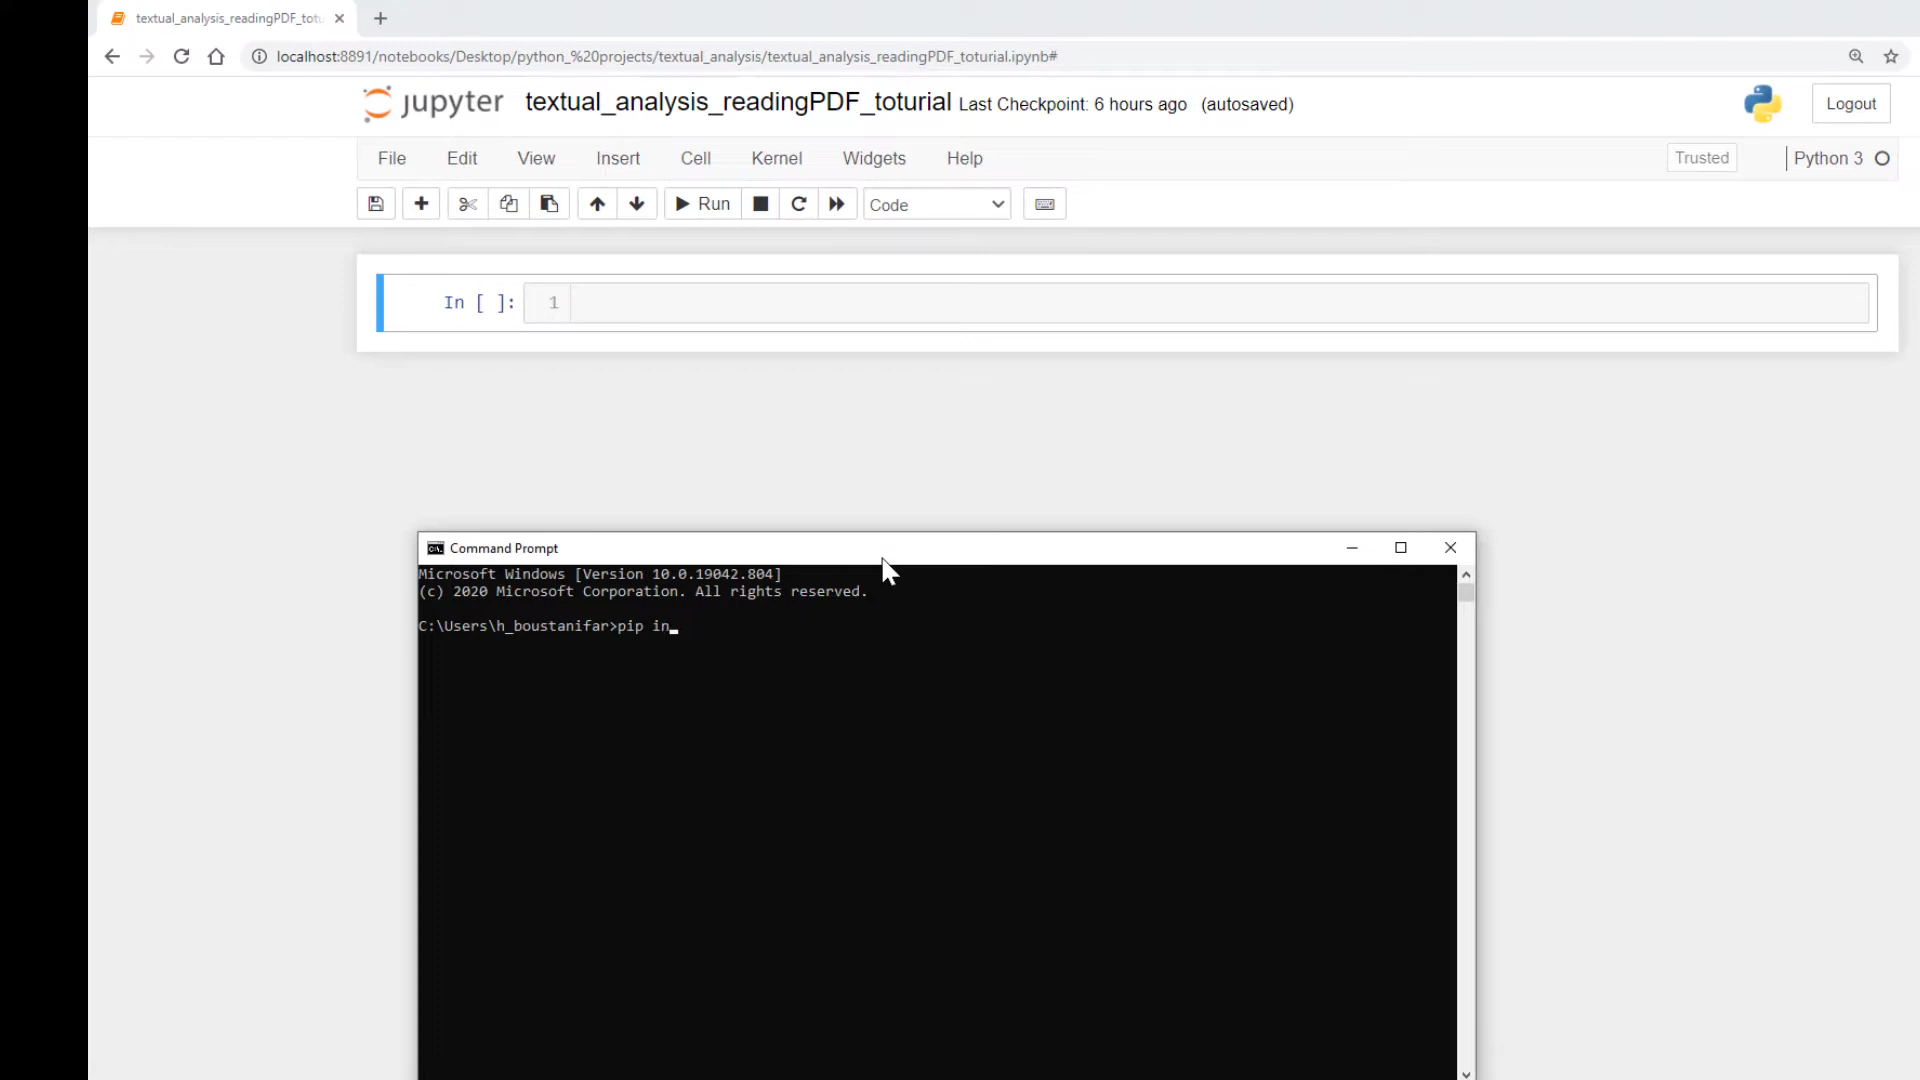 textual_analysis_readingPDF_totu
localhost:8891/notebooks/Desktop/python_%20projects/textual_analysis/textual_analysis_readingPDF_toturial.ipynb#
jupyter textual_analysis_readingPDF_toturial Last Checkpoint: 6 hours ago (autosaved) Logout
File Edit View Insert Cell Kernel Widgets Help Trusted Python 3
Run Code
In [ ]: 1
Command Prompt
Microsoft Windows [Version 10.0.19042.804]
(c) 2020 Microsoft Corporation. All rights reserved.
C:\Users\h_boustanifar>pip in